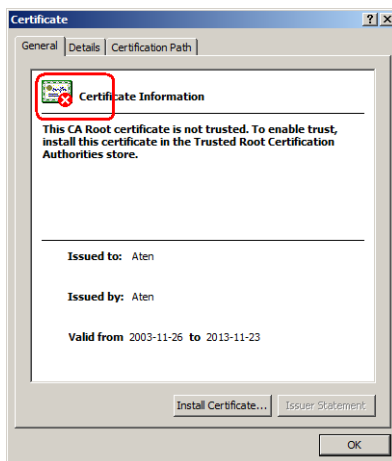 Certificate
General Details Certification Path
Certificate Information
This CA Root certificate is not trusted. To enable trust,
install this certificate in the Trusted Root Certification
Authorities store.
Issued to: Aten
Issued by: Aten
Valid from 2003-11-26 to 2013-11-23
Install Certificate... Issuer Statement
OK